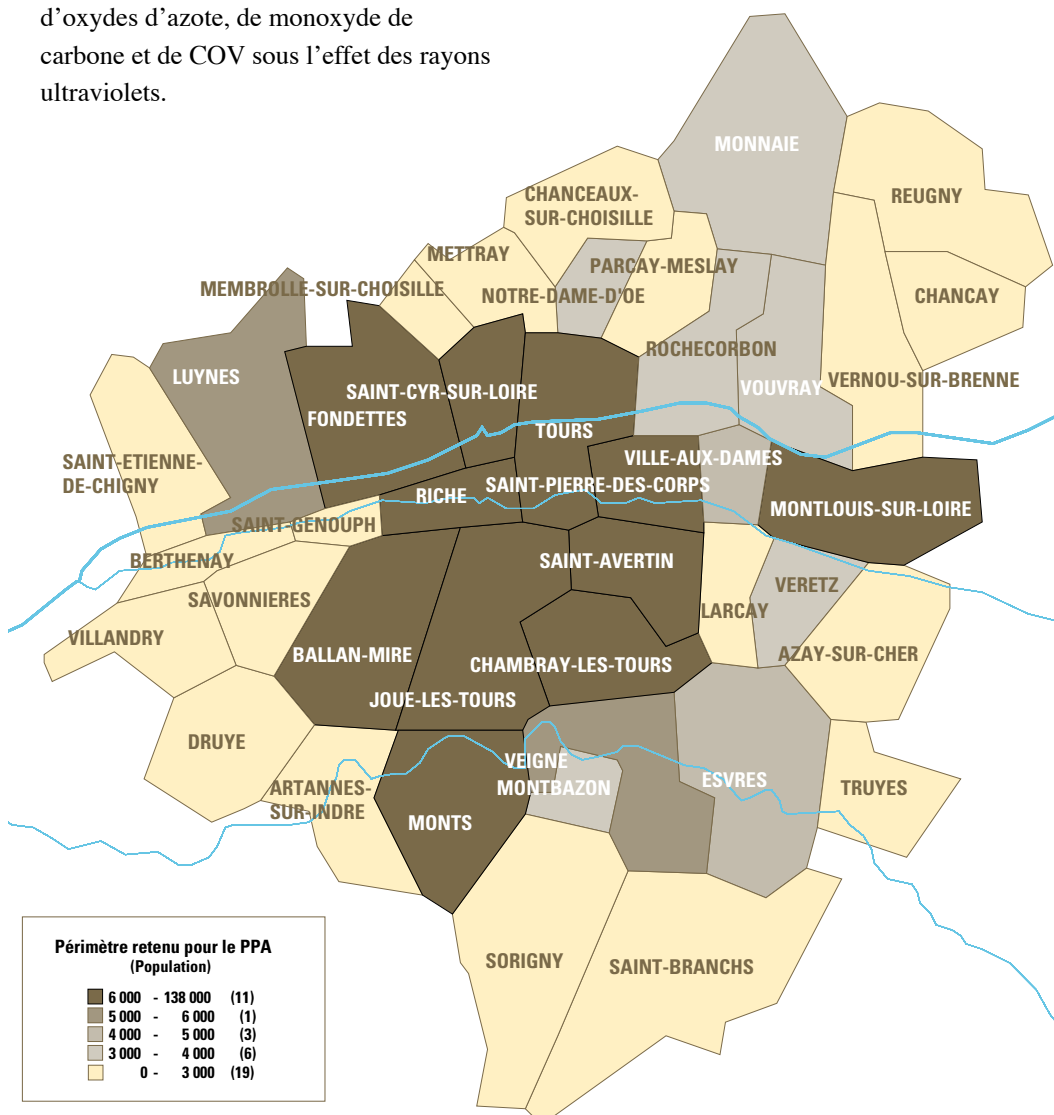 d’oxydes d’azote, de monoxyde de
carbone et de COV sous l’effet des rayons
ultraviolets.
MONNAIE
CHANCEAUX-
SUR-CHOISILLE
REUGNY
METTRAY
PARCAY-MESLAY
MEMBROLLE-SUR-CHOISILLE
NOTRE-DAME-D'OE
CHANCAY
ROCHECORBON
LUYNES
VOUVRAY
VERNOU-SUR-BRENNE
SAINT-CYR-SUR-LOIRE
FONDETTES
TOURS
SAINT-ETIENNE-
DE-CHIGNY
VILLE-AUX-DAMES
SAINT-PIERRE-DES-CORPS
RICHE
MONTLOUIS-SUR-LOIRE
SAINT-GENOUPH
BERTHENAY
SAINT-AVERTIN
VERETZ
SAVONNIERES
LARCAY
VILLANDRY
BALLAN-MIRE
CHAMBRAY-LES-TOURS
AZAY-SUR-CHER
JOUE-LES-TOURS
DRUYE
VEIGNE
MONTBAZON
ESVRES
ARTANNES-
SUR-INDRE
TRUYES
MONTS
SORIGNY
SAINT-BRANCHS
Périmètre retenu pour le PPA
(Population)
6 000 - 138 000 (11)
5 000 - 6 000 (1)
4 000 - 5 000 (3)
3 000 - 4 000 (6)
0 - 3 000 (19)